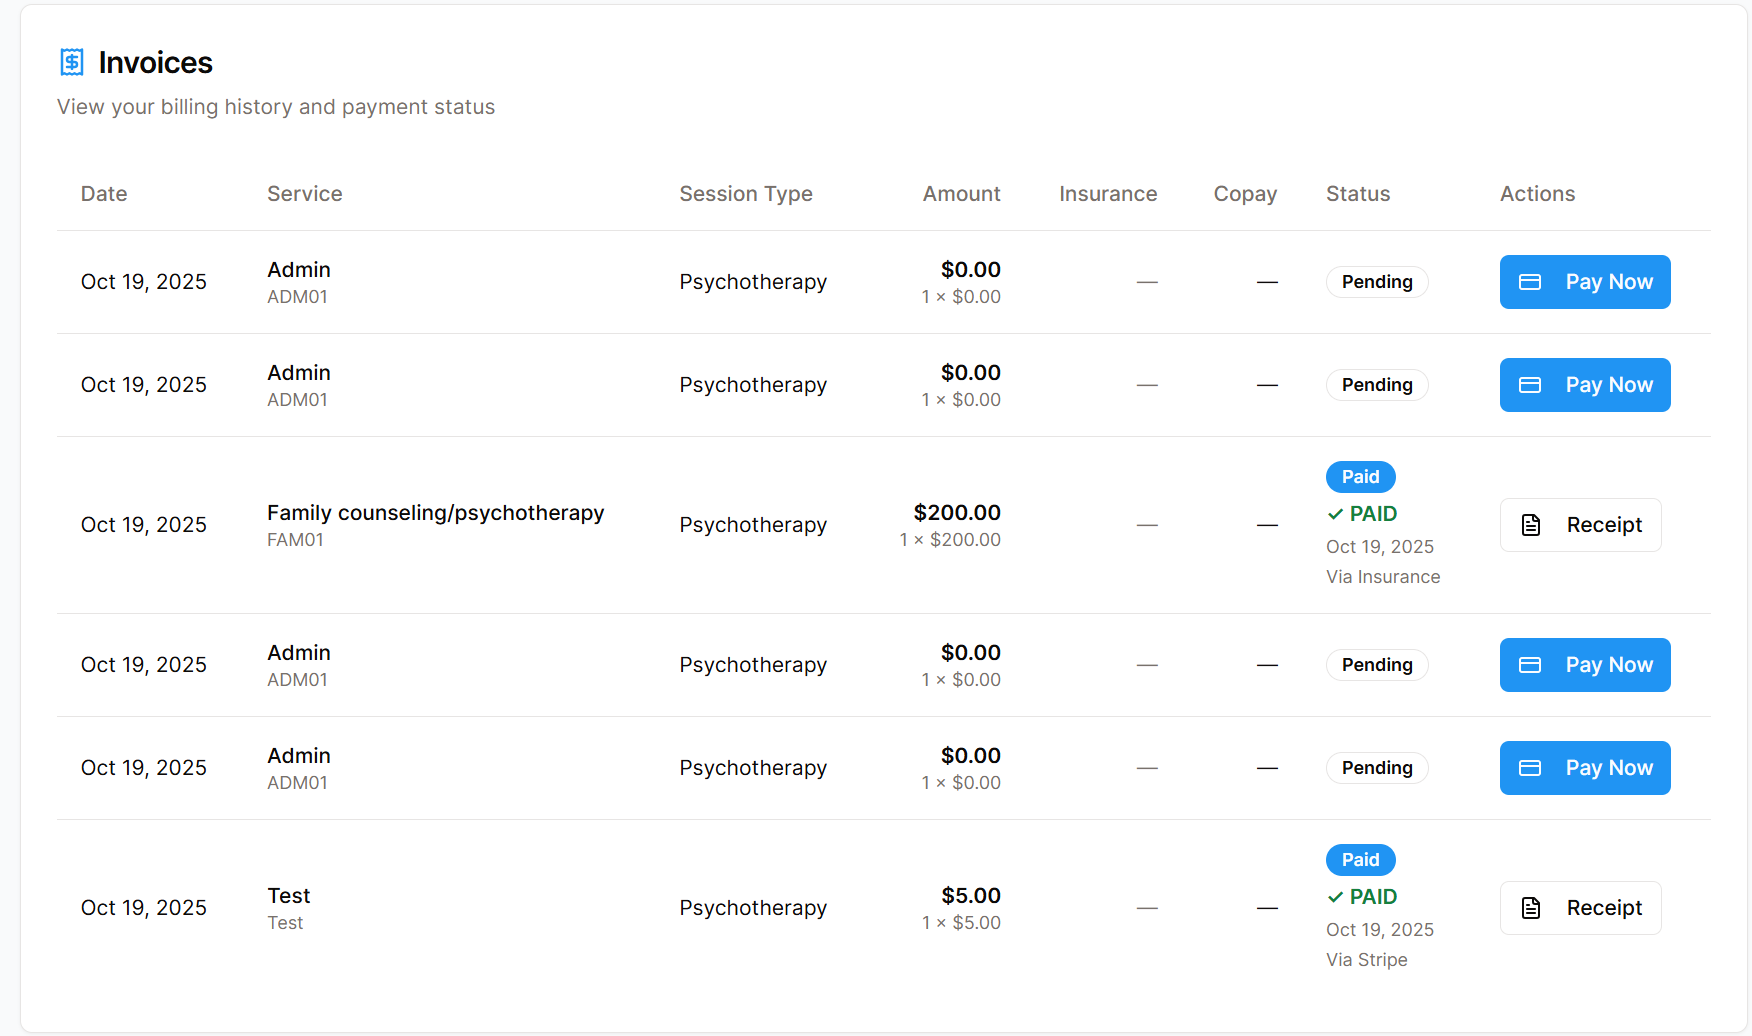 Invoices
View your billing history and payment status
Date Service Session Type Amount Insurance Copay Status Actions
Oct 19, 2025 Admin Psychotherapy $0.00 — — Pending Pay Now
ADM01 1 × $0.00
Oct 19, 2025 Admin Psychotherapy $0.00 — — Pending Pay Now
ADM01 1 × $0.00
Paid
Oct 19, 2025 Family counseling/psychotherapy Psychotherapy $200.00 — — ✓ PAID Receipt
FAM01 1 × $200.00 Oct 19, 2025
Via Insurance
Oct 19, 2025 Admin Psychotherapy $0.00 — — Pending Pay Now
ADM01 1 × $0.00
Oct 19, 2025 Admin Psychotherapy $0.00 — — Pending Pay Now
ADM01 1 × $0.00
Paid
Oct 19, 2025 Test Psychotherapy $5.00 — — ✓ PAID Receipt
Test 1 × $5.00 Oct 19, 2025
Via Stripe